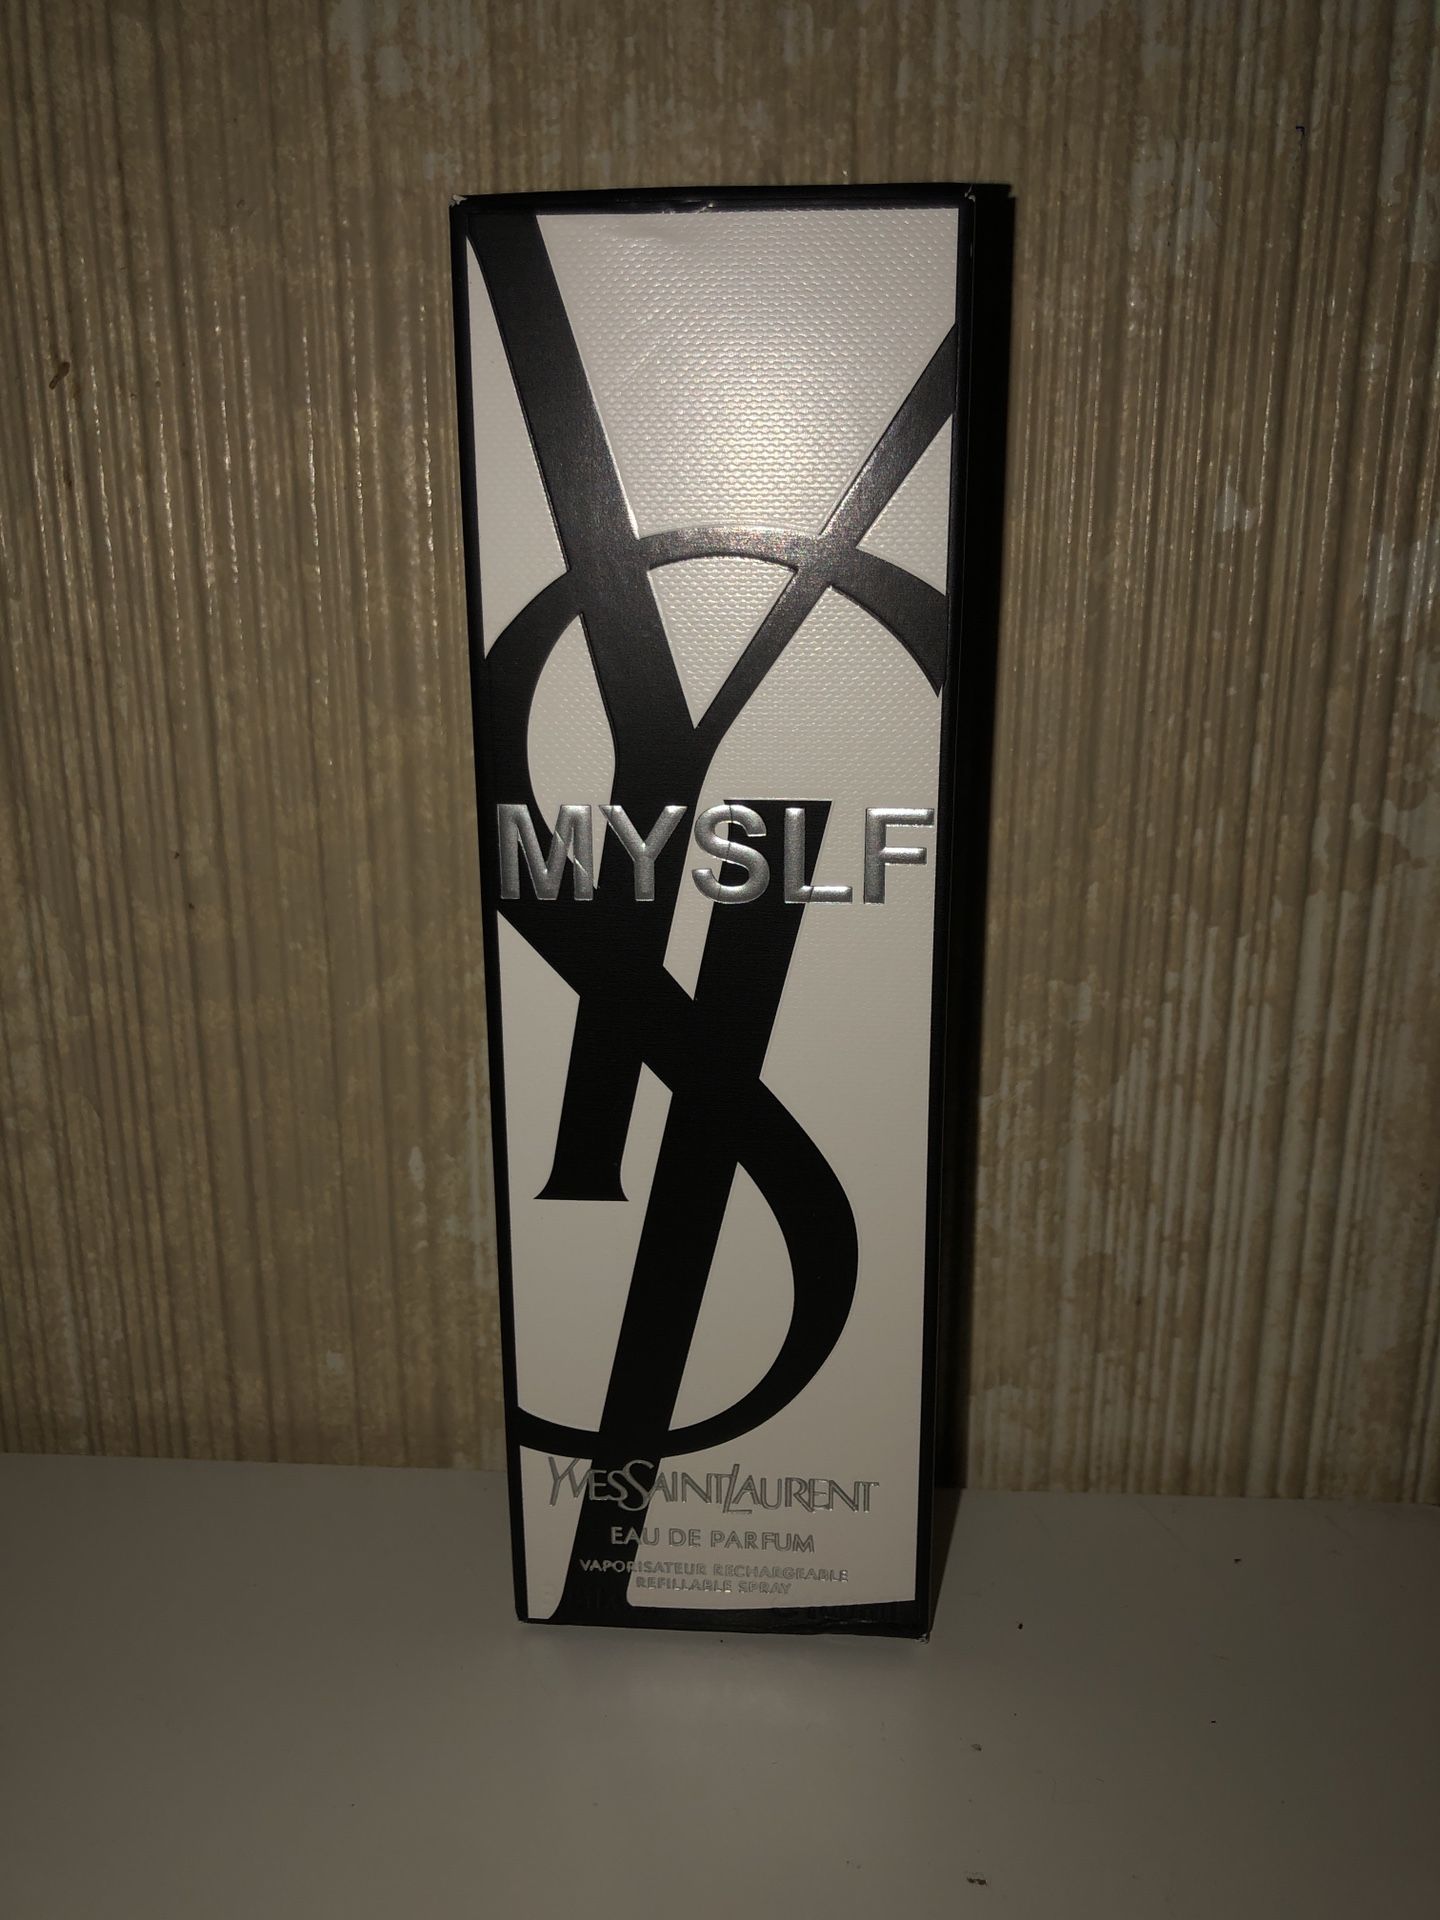 MYSLF
YVESSAINTLAURENT
EAU DE PARFUM
VAPORISATEUR RECHARGEABLE
REFILLABLE SPRAY